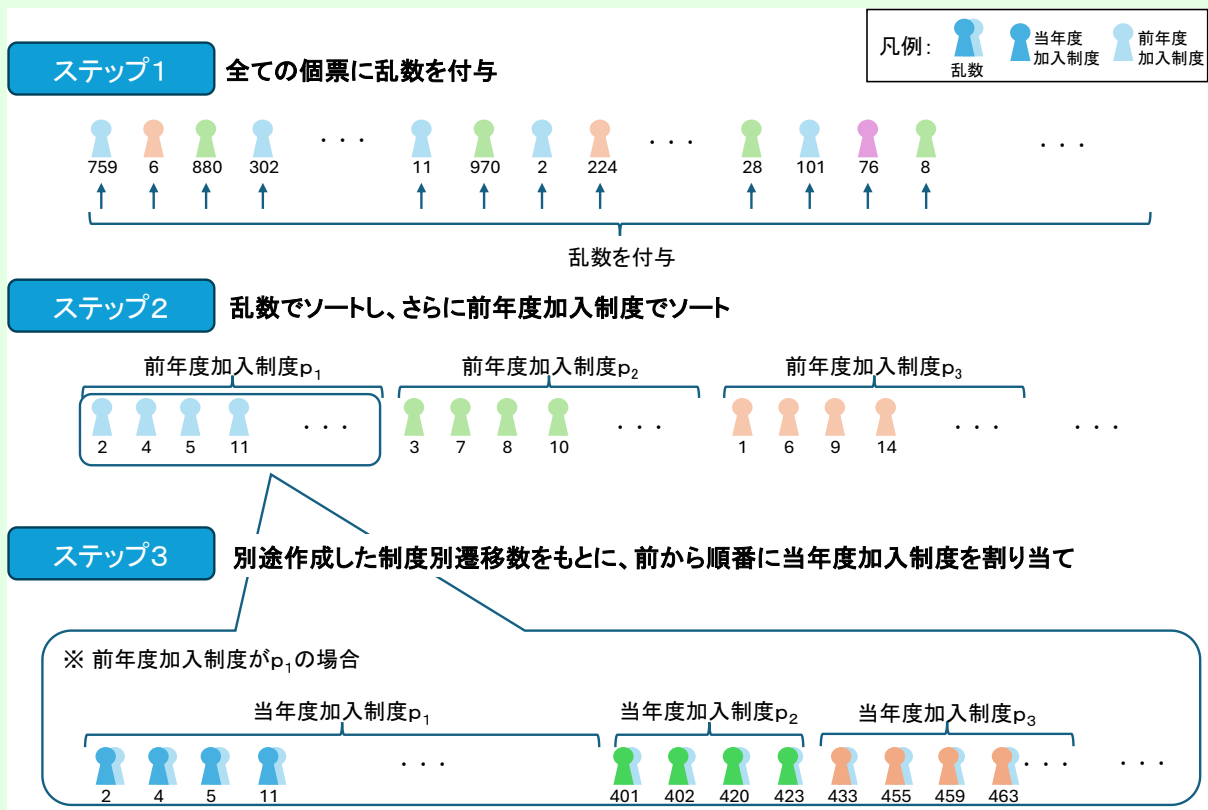 凡例：
乱数
当年度
加入制度
前年度
加入制度
ステップ１
全ての個票に乱数を付与
759 6 880 302 ・・・ 11 970 2 224 ・・・ 28 101 76 8 ・・・
乱数を付与
ステップ２
乱数でソートし、さらに前年度加入制度でソート
前年度加入制度p₁ 前年度加入制度p₂ 前年度加入制度p₃
2 4 5 11 ・・・ 3 7 8 10 ・・・ 1 6 9 14 ・・・ ・・・
ステップ３
別途作成した制度別遷移数をもとに、前から順番に当年度加入制度を割り当て
※ 前年度加入制度がp₁の場合
当年度加入制度p₁ 当年度加入制度p₂ 当年度加入制度p₃
2 4 5 11 ・・・ 401 402 420 423 433 455 459 463 ・・・ ・・・